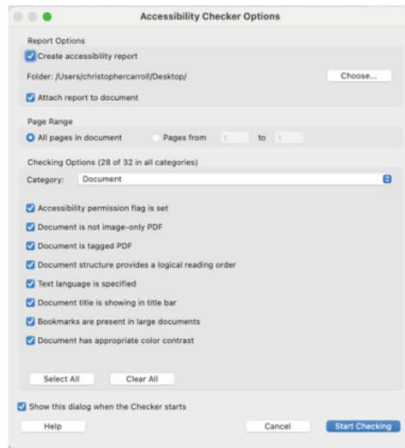 Accessibility Checker Options
Report Options
Create accessibility report
Folder: /Users/christophercarroll/Desktop/ Choose...
Attach report to document
Page Range
All pages in document Pages from 1 to 1
Checking Options (28 of 32 in all categories)
Category: Document
Accessibility permission flag is set
Document is not image-only PDF
Document is tagged PDF
Document structure provides a logical reading order
Text language is specified
Document title is showing in title bar
Bookmarks are present in large documents
Document has appropriate color contrast
Select All Clear All
Show this dialog when the Checker starts
Help Cancel Start Checking